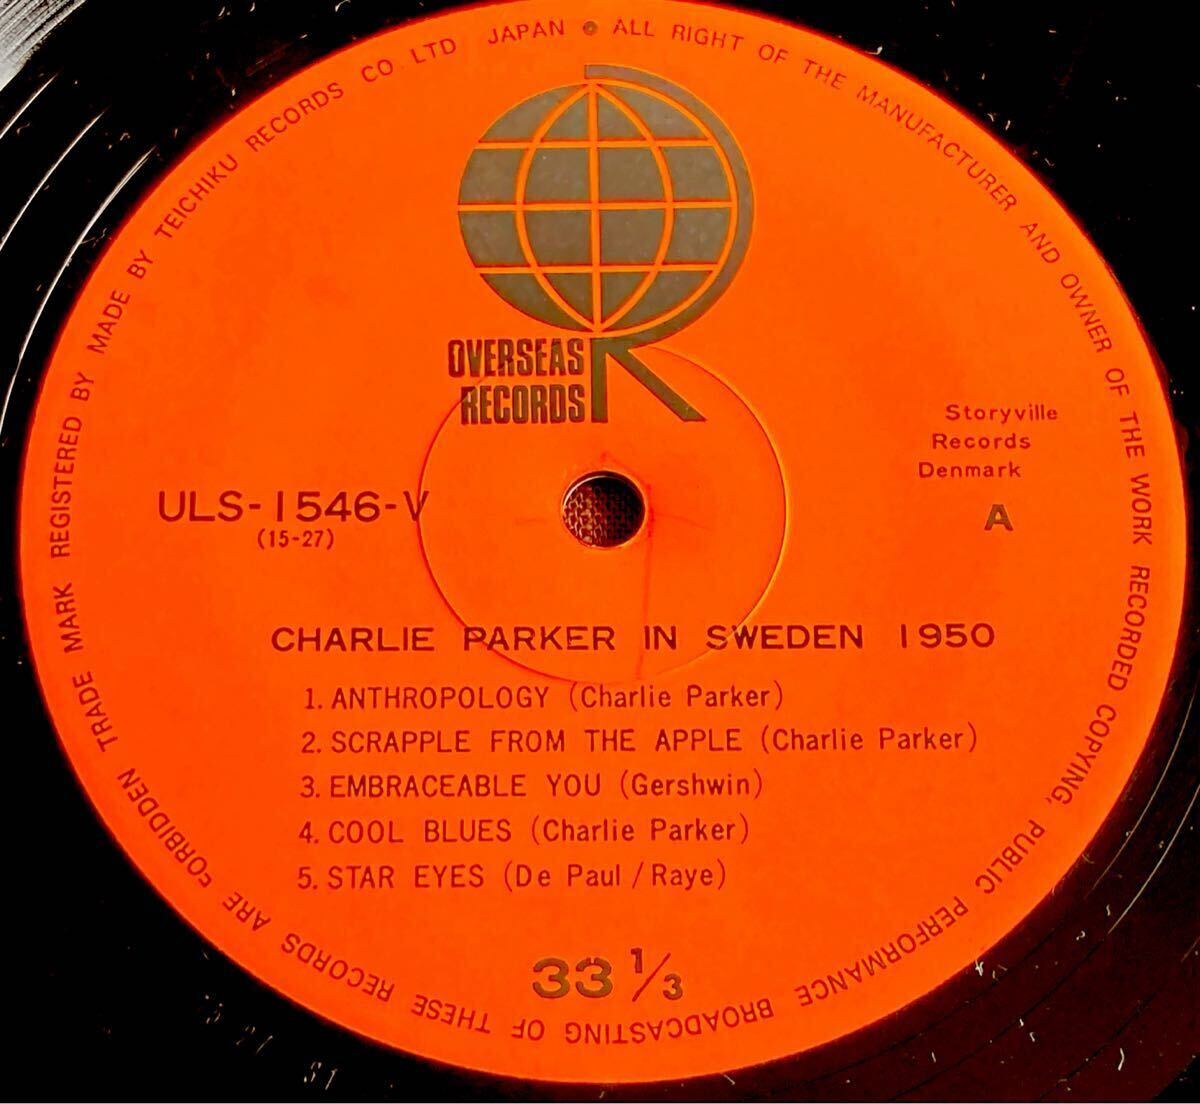 TRADE MARK REGISTERED BY MADE BY TEICHIKU RECORDS CO. LTD JAPAN ● ALL RIGHT OF THE MANUFACTURER AND OWNER OF THE WORK RECORDED COPYING, PUBLIC PERFORMANCE BROADCASTING OF THESE RECORDS ARE FORBIDDEN
OVERSEAS
RECORDS
Storyville
Records
Denmark
ULS-1546-V
(15-27)
A
CHARLIE PARKER IN SWEDEN 1950
1. ANTHROPOLOGY (Charlie Parker)
2. SCRAPPLE FROM THE APPLE (Charlie Parker)
3. EMBRACEABLE YOU (Gershwin)
4. COOL BLUES (Charlie Parker)
5. STAR EYES (De Paul / Raye)
33 1/3